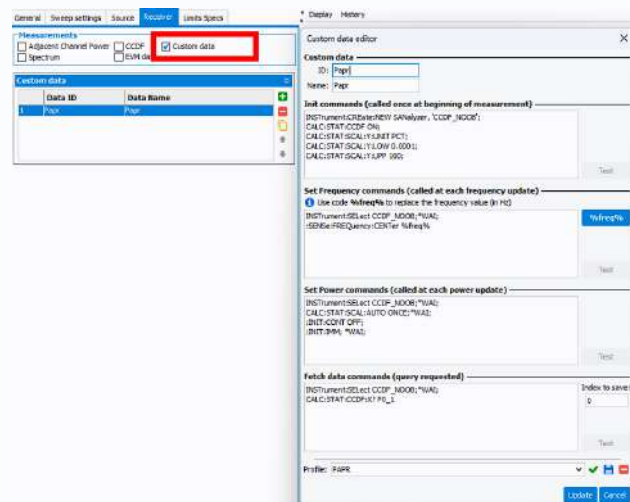 General Sweep settings Source Receiver Limits Specs
Measurements
Adjacent Channel Power CCDF Custom data
Spectrum EVM da
Custom data
Data ID Data Name
1 Papr Papr
Display History
Custom data editor
Custom data
ID: Papr
Name: Papr
Init commands (called once at beginning of measurement)
INSTrument:CREate:NEW SANalyzer, 'CCDF_NOOB';
CALC:STAT:CCDF ON;
CALC:STAT:SCAL:Y:UNIT PCT;
CALC:STAT:SCAL:Y:LOW 0.0001;
CALC:STAT:SCAL:Y:UPP 100;
Test
Set Frequency commands (called at each frequency update)
Use code %freq% to replace the frequency value (in Hz)
INSTrument:SELect CCDF_NOOB;*WAI;
:SENSe:FREQuency:CENTer %freq%
%freq%
Test
Set Power commands (called at each power update)
INSTrument:SELect CCDF_NOOB;*WAI;
CALC:STAT:SCAL:AUTO ONCE;*WAI;
:INIT:CONT OFF;
:INIT:IMM; *WAI;
Test
Fetch data commands (query requested)
INSTrument:SELect CCDF_NOOB;*WAI;
CALC:STAT:CCDF:X? P0_1
Index to save
0
Test
Profile: PAPR
Update Cancel